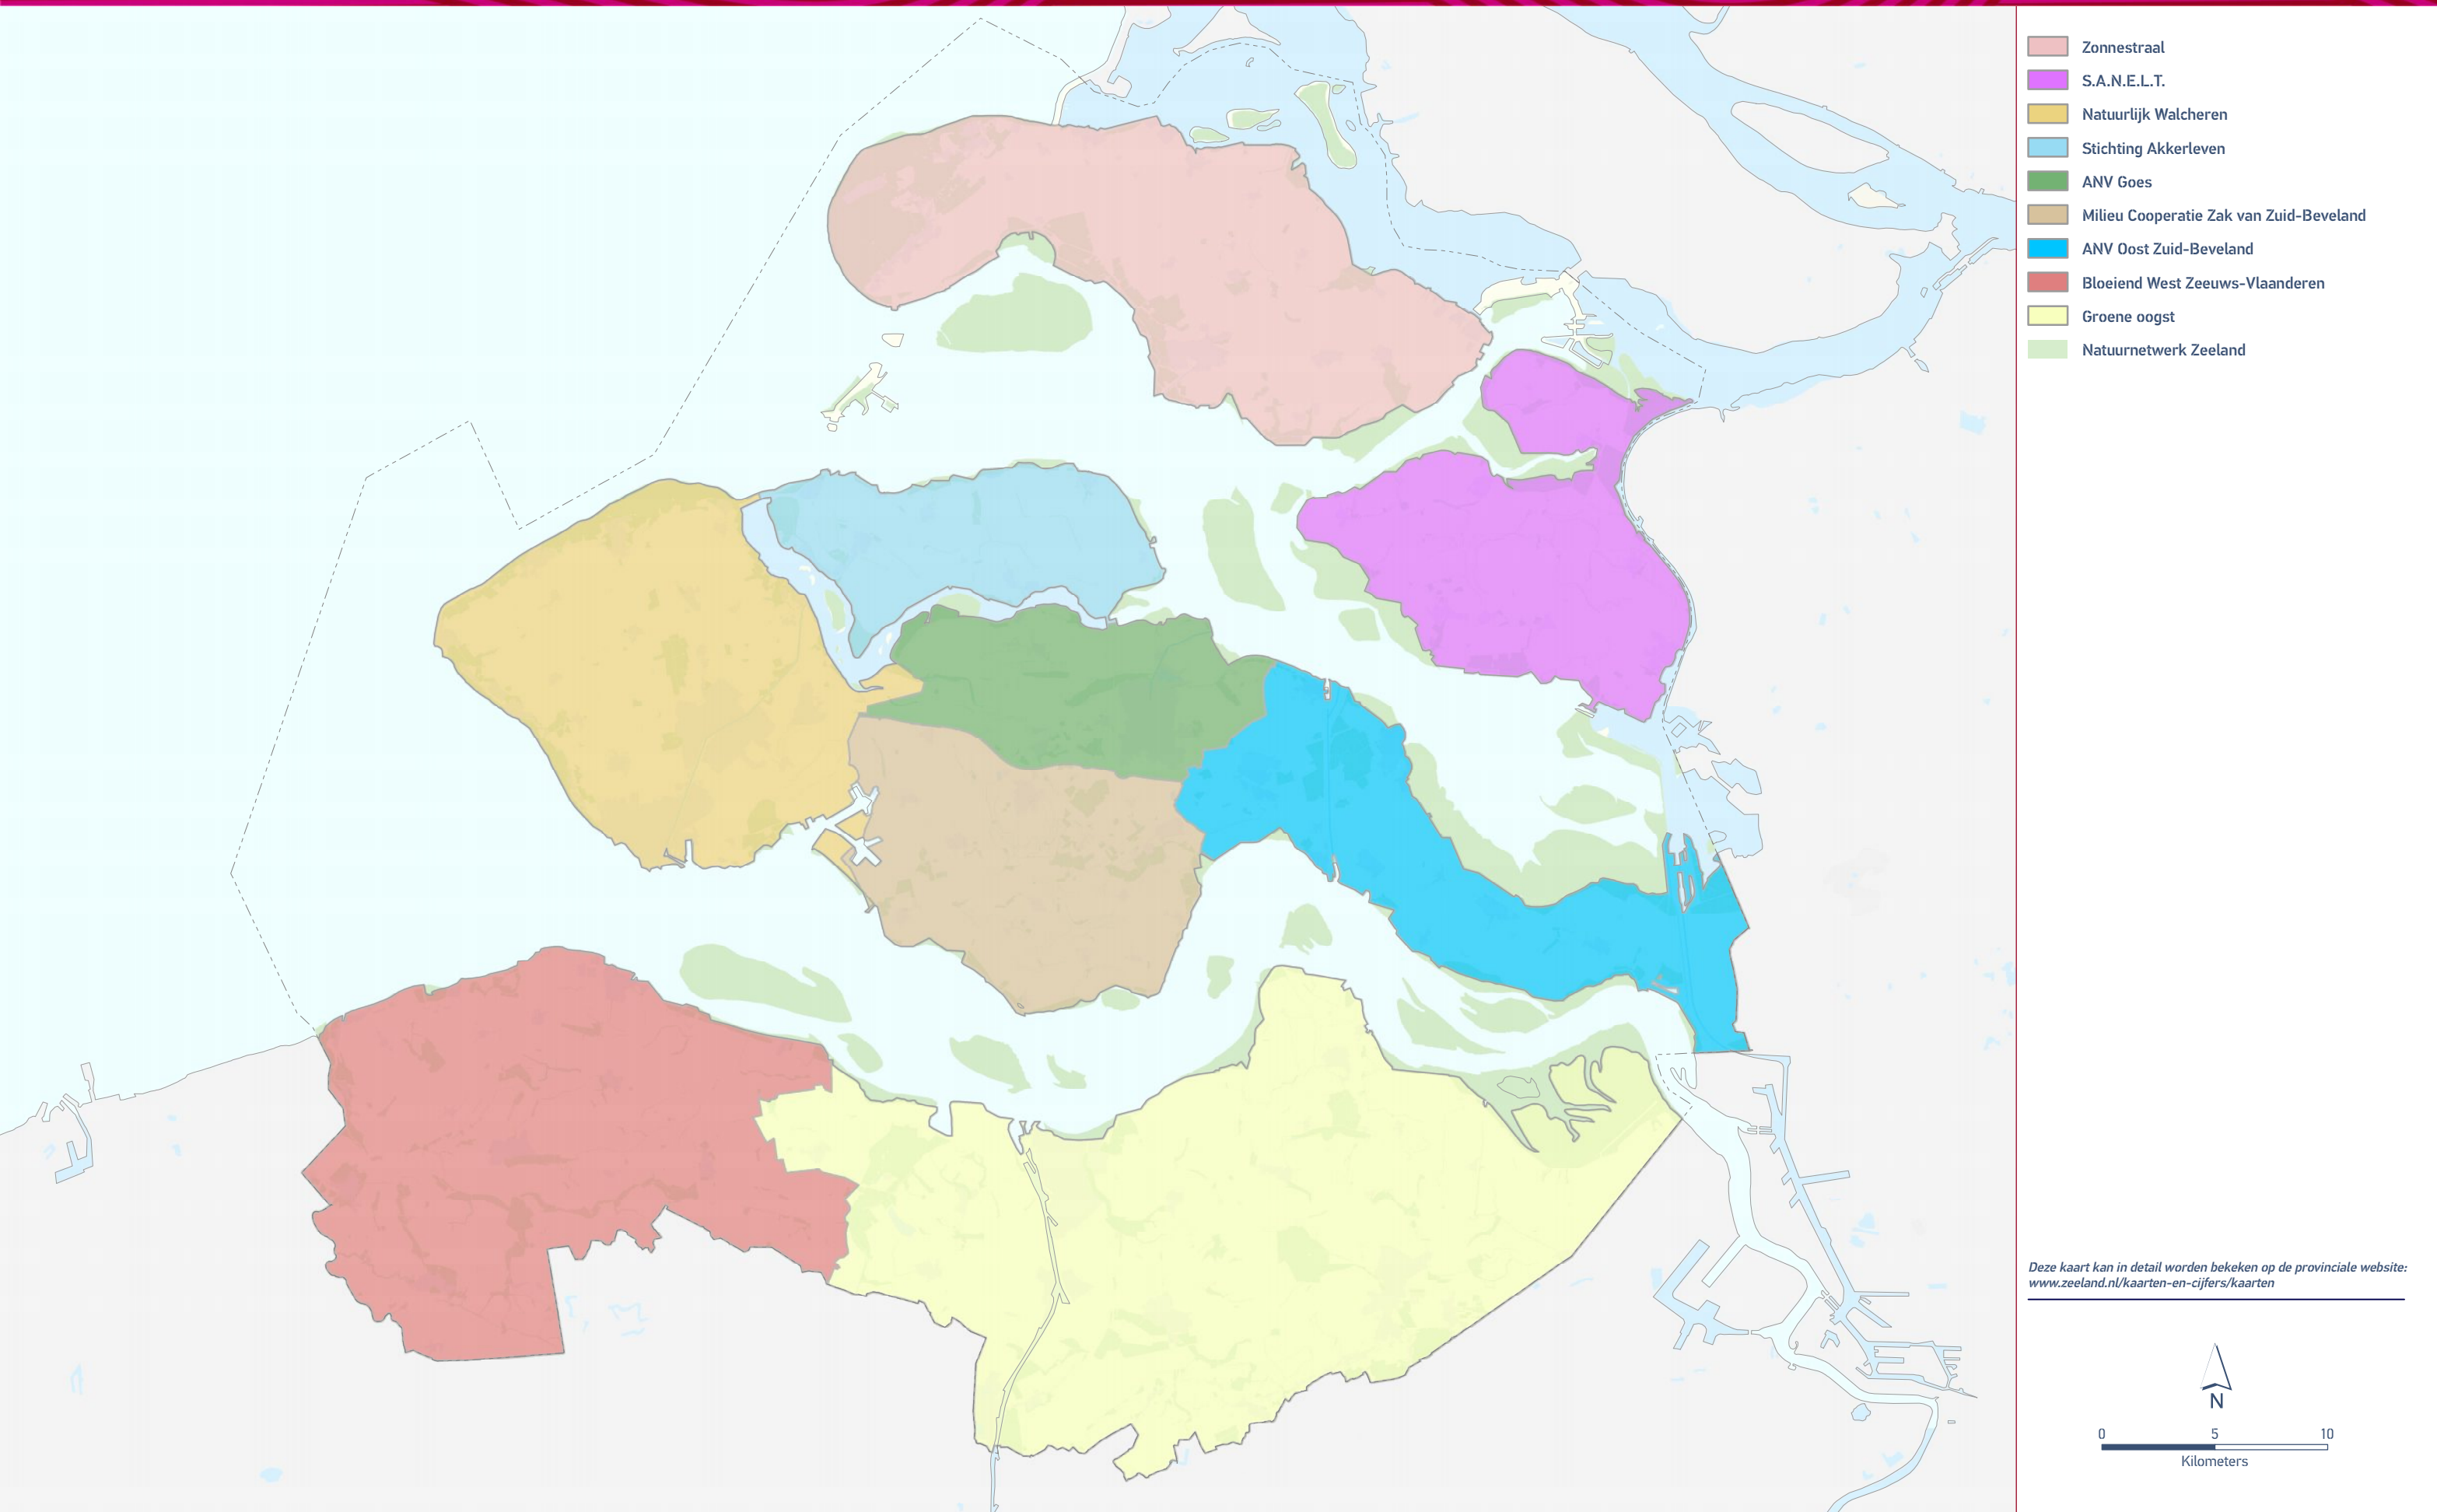 Zonnestraal
S.A.N.E.L.T.
Natuurlijk Walcheren
Stichting Akkerleven
ANV Goes
Milieu Cooperatie Zak van Zuid-Beveland
ANV Oost Zuid-Beveland
Bloeiend West Zeeuws-Vlaanderen
Groene oogst
Natuurnetwerk Zeeland
Deze kaart kan in detail worden bekeken op de provinciale website:
www.zeeland.nl/kaarten-en-cijfers/kaarten
N
0 5 10
Kilometers